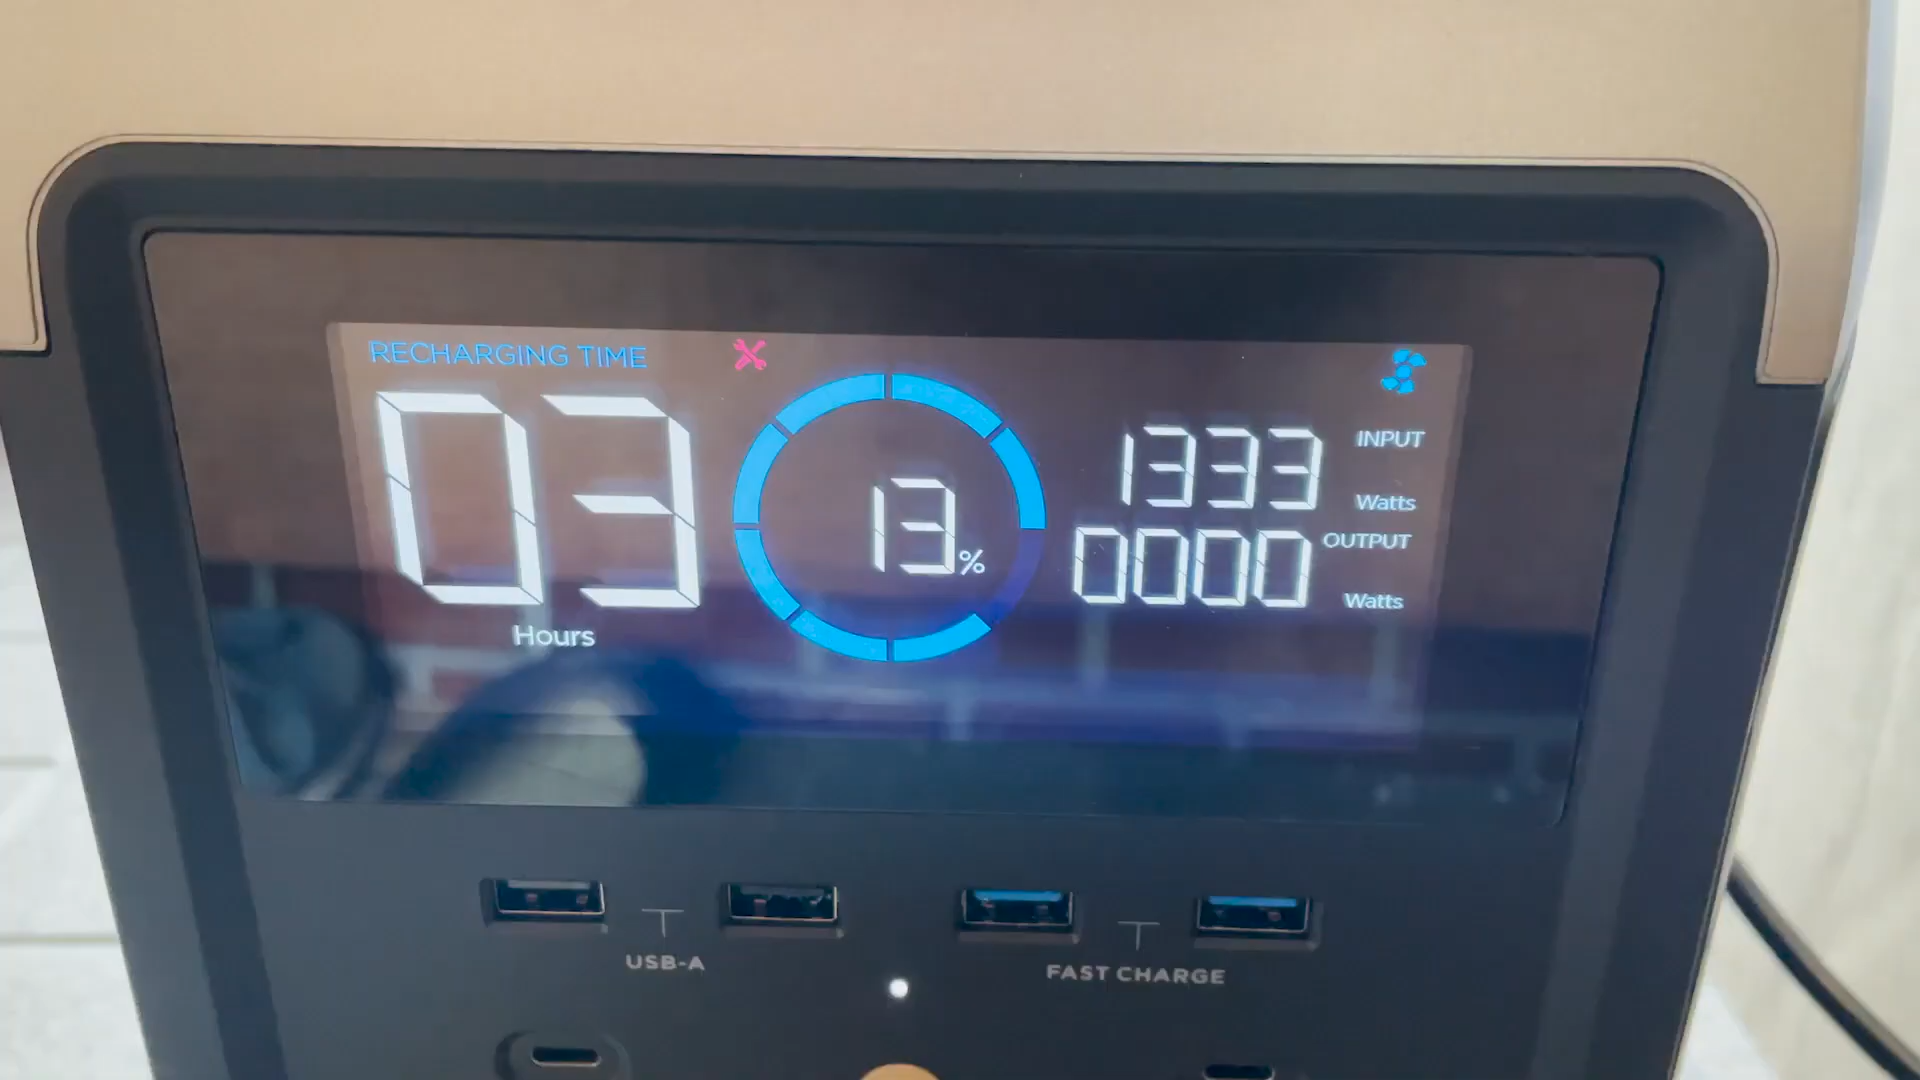 RECHARGING TIME
03
Hours
13%
1333
INPUT
Watts
0000
OUTPUT
Watts
USB-A
FAST CHARGE